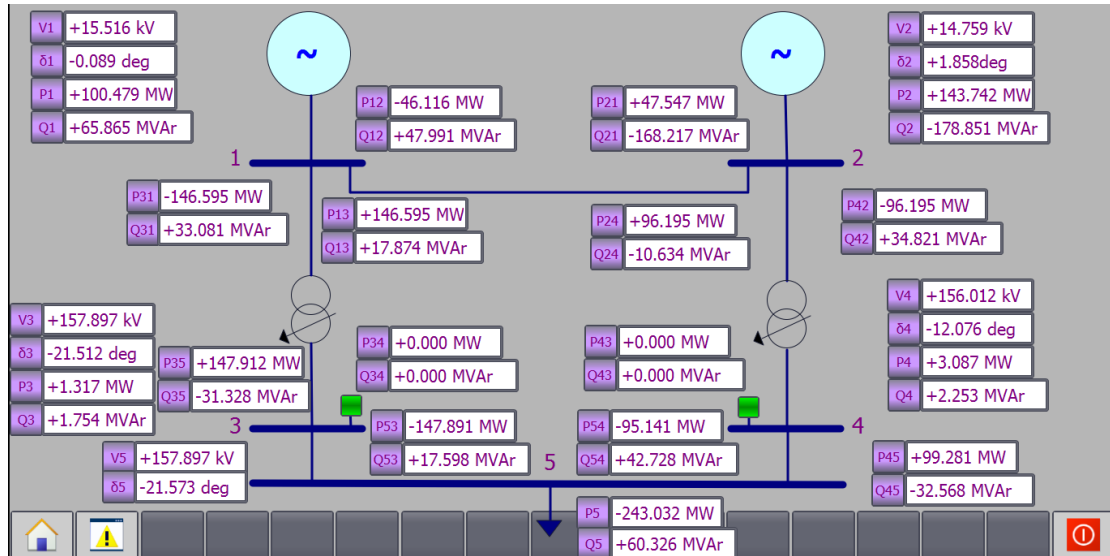 V1 +15.516 kV
δ1 -0.089 deg
P1 +100.479 MW
Q1 +65.865 MVAr
~
~
V2 +14.759 kV
δ2 +1.858deg
P2 +143.742 MW
Q2 -178.851 MVAr
P12 -46.116 MW
Q12 +47.991 MVAr
P21 +47.547 MW
Q21 -168.217 MVAr
1
2
P31 -146.595 MW
Q31 +33.081 MVAr
P13 +146.595 MW
Q13 +17.874 MVAr
P24 +96.195 MW
Q24 -10.634 MVAr
P42 -96.195 MW
Q42 +34.821 MVAr
V3 +157.897 kV
δ3 -21.512 deg
P3 +1.317 MW
Q3 +1.754 MVAr
P35 +147.912 MW
Q35 -31.328 MVAr
P34 +0.000 MW
Q34 +0.000 MVAr
P43 +0.000 MW
Q43 +0.000 MVAr
V4 +156.012 kV
δ4 -12.076 deg
P4 +3.087 MW
Q4 +2.253 MVAr
3
4
P53 -147.891 MW
Q53 +17.598 MVAr
P54 -95.141 MW
Q54 +42.728 MVAr
V5 +157.897 kV
δ5 -21.573 deg
5
P45 +99.281 MW
Q45 -32.568 MVAr
P5 -243.032 MW
Q5 +60.326 MVAr